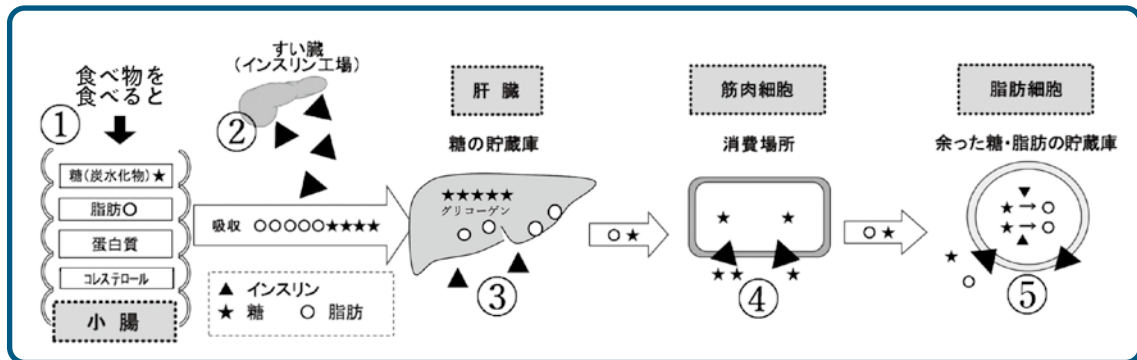 食べ物を
食べると
①
糖(炭水化物)★
脂肪〇
蛋白質
コレステロール
小腸
すい臓
(インスリン工場)
②
吸収 〇〇〇〇〇★★★★
▲ インスリン
★ 糖 〇 脂肪
肝臓
糖の貯蔵庫
★★★★★
グリコーゲン
③
〇★
筋肉細胞
消費場所
④
〇★
脂肪細胞
余った糖・脂肪の貯蔵庫
★→〇
★→〇
⑤